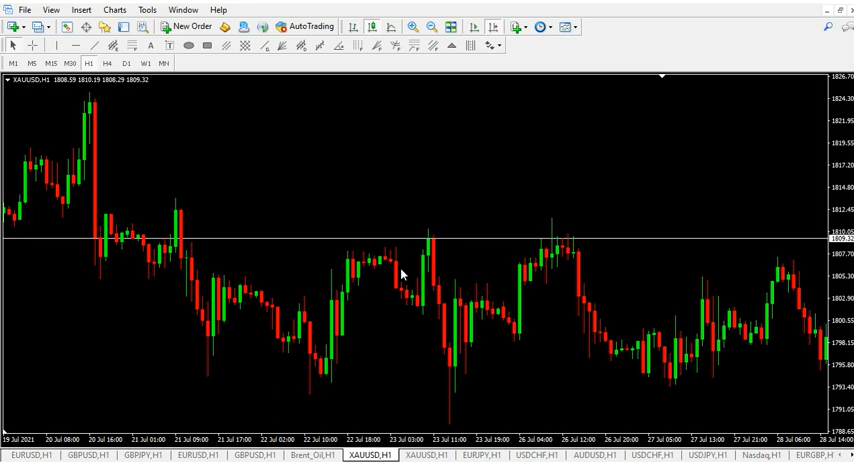 File View Insert Charts Tools Window Help
New Order AutoTrading
A T
M1 M5 M15 M30 H1 H4 D1 W1 MN
XAUUSD,H1 1808.59 1810.19 1808.29 1809.32
1826.70
1824.30
1821.95
1819.55
1817.20
1814.80
1812.45
1810.05
1809.32
1807.70
1805.30
1802.90
1800.55
1798.15
1795.80
1793.40
1791.05
1788.65
19 Jul 2021 20 Jul 08:00 20 Jul 16:00 21 Jul 01:00 21 Jul 09:00 21 Jul 17:00 22 Jul 02:00 22 Jul 10:00 22 Jul 18:00 23 Jul 03:00 23 Jul 11:00 23 Jul 19:00 26 Jul 04:00 26 Jul 12:00 26 Jul 20:00 27 Jul 05:00 27 Jul 13:00 27 Jul 21:00 28 Jul 06:00 28 Jul 14:00
EURUSD,H1 GBPUSD,H1 GBPJPY,H1 EURUSD,H1 GBPUSD,H1 Brent_Oil,H1 XAUUSD,H1 XAUUSD,H1 EURJPY,H1 USDCHF,H1 AUDUSD,H1 USDCHF,H1 USDJPY,H1 Nasdaq,H1 EURGBP,H